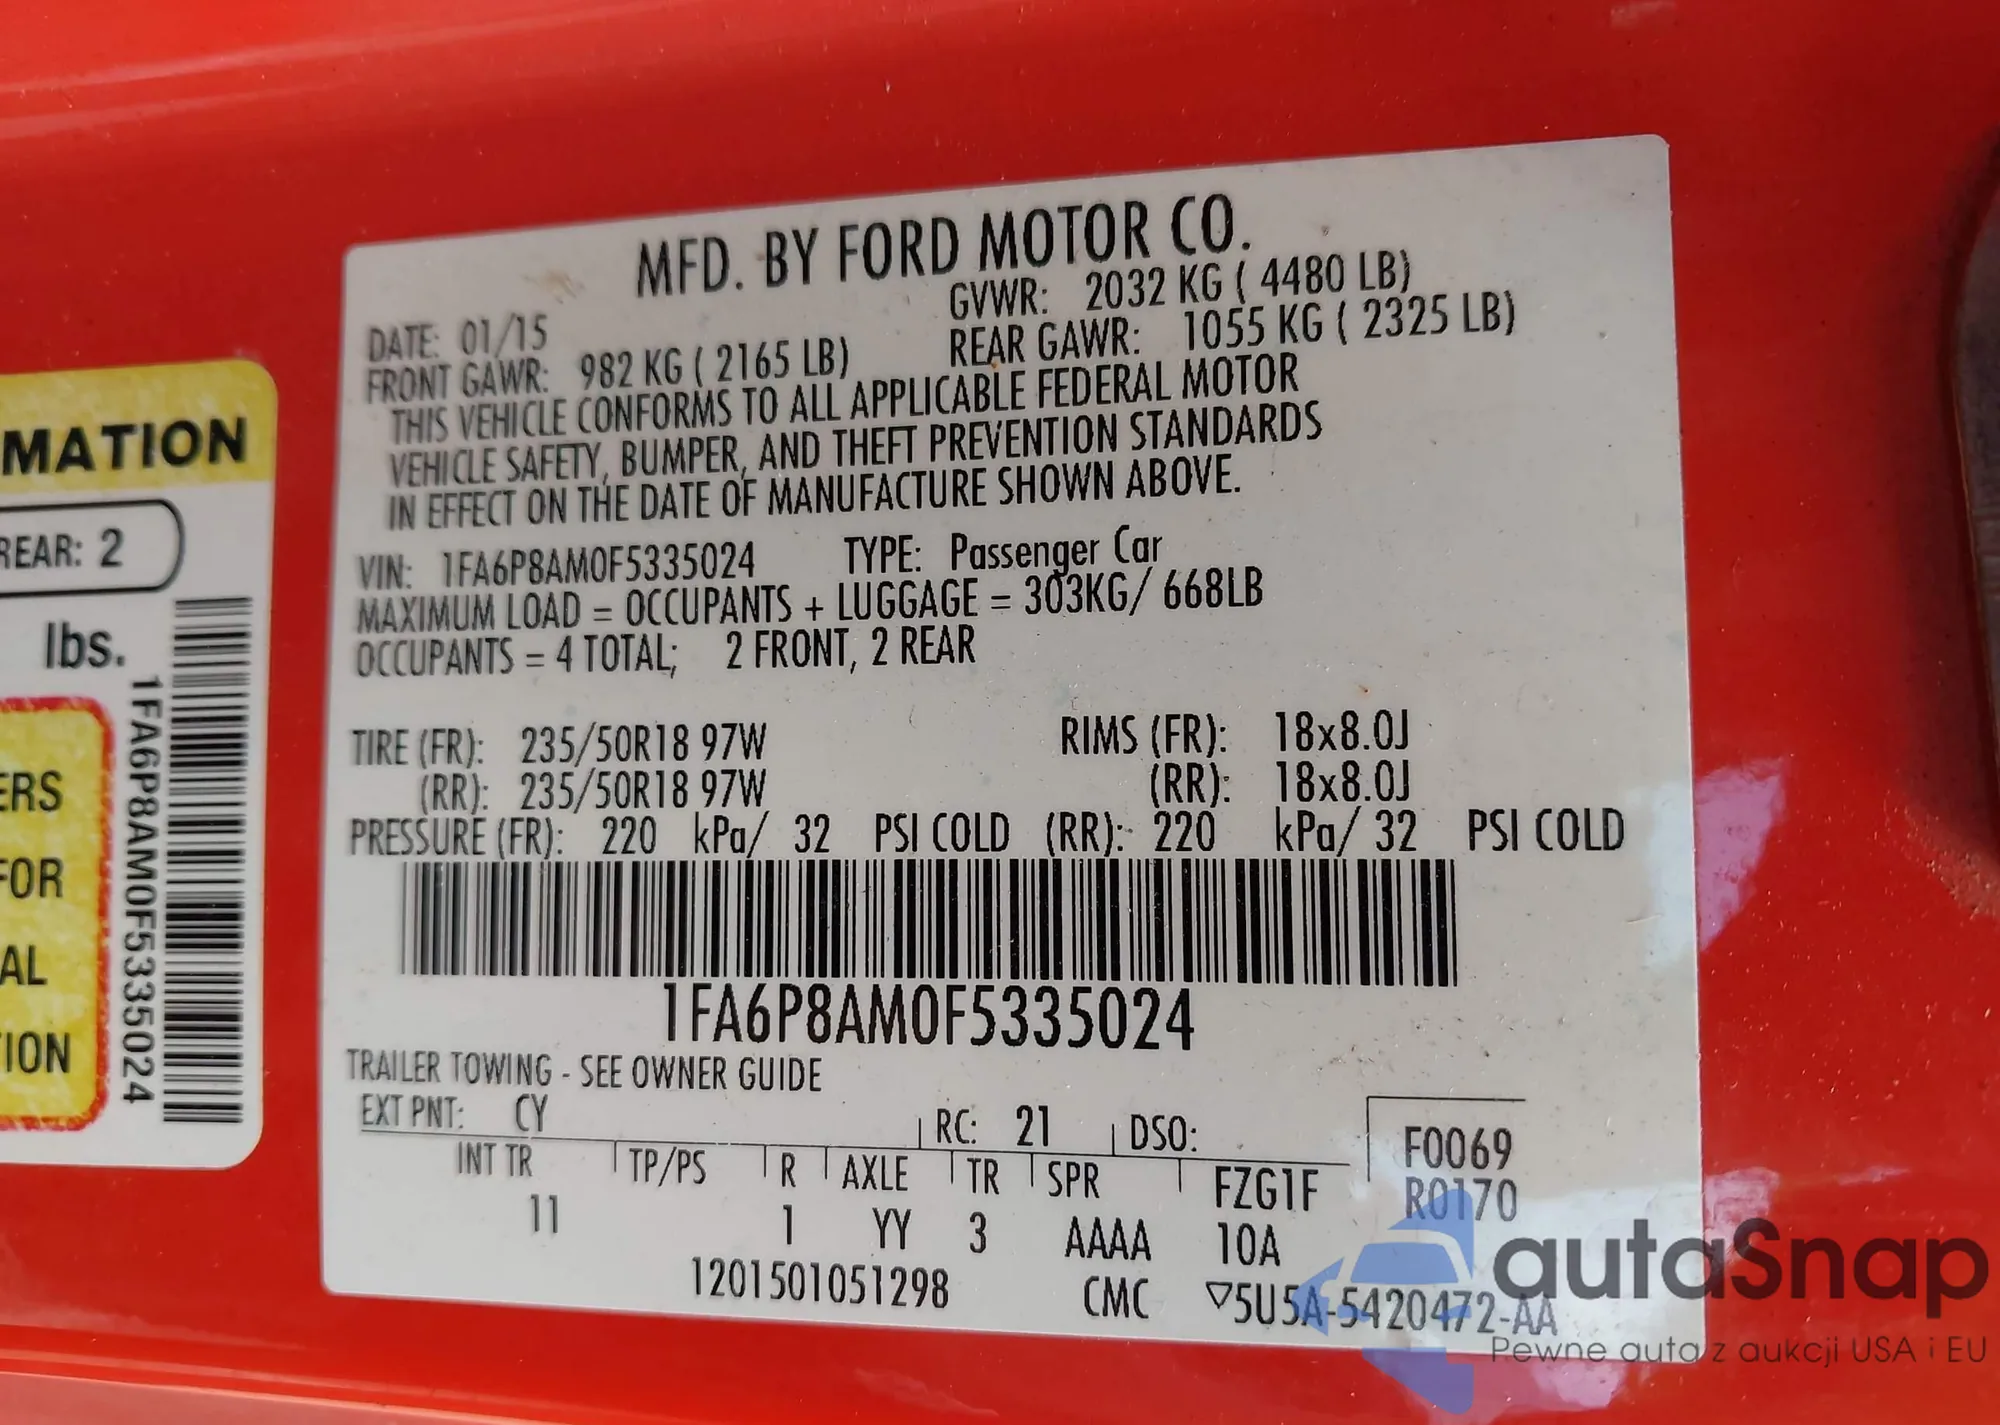 MATION
REAR: 2
lbs.
ERS
FOR
AL
TION
1FA6P8AM0F5335024
MFD. BY FORD MOTOR CO.
DATE: 01/15 GVWR: 2032 KG ( 4480 LB)
FRONT GAWR: 982 KG ( 2165 LB) REAR GAWR: 1055 KG ( 2325 LB)
THIS VEHICLE CONFORMS TO ALL APPLICABLE FEDERAL MOTOR
VEHICLE SAFETY, BUMPER, AND THEFT PREVENTION STANDARDS
IN EFFECT ON THE DATE OF MANUFACTURE SHOWN ABOVE.
VIN: 1FA6P8AM0F5335024 TYPE: Passenger Car
MAXIMUM LOAD = OCCUPANTS + LUGGAGE = 303KG/ 668LB
OCCUPANTS = 4 TOTAL; 2 FRONT, 2 REAR
TIRE (FR): 235/50R18 97W RIMS (FR): 18x8.0J
(RR): 235/50R18 97W (RR): 18x8.0J
PRESSURE (FR): 220 kPa/ 32 PSI COLD (RR): 220 kPa/ 32 PSI COLD
1FA6P8AM0F5335024
TRAILER TOWING - SEE OWNER GUIDE
EXT PNT: CY RC: 21 DSO: F0069
INT TR TP/PS R AXLE TR SPR FZG1F R0170
11 1 YY 3 AAAA 10A
1201501051298 CMC ▽5U5A-5420472-AA
autaSnap
Pewne auta z aukcji USA i EU